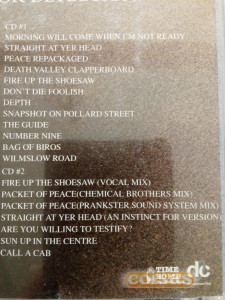 CD #1
MORNING WILL COME WHEN I'M NOT READY
STRAIGHT AT YER HEAD
PEACE REPACKAGED
DEATH VALLEY CLAPPERBOARD
FIRE UP THE SHOESAW
DON'T DIE FOOLISH
DEPTH
SNAPSHOT ON POLLARD STREET
THE GUIDE
NUMBER NINE
BAG OF BIROS
WILMSLOW ROAD
CD #2
FIRE UP THE SHOESAW (VOCAL MIX)
PACKET OF PEACE(CHEMICAL BROTHERS MIX)
PACKET OF PEACE(PRANKSTER SOUND SYSTEM MIX)
STRAIGHT AT YER HEAD (AN INSTINCT FOR VERSION)
ARE YOU WILLING TO TESTIFY?
SUN UP IN THE CENTRE
CALL A CAB
TIME
BOMB
dc